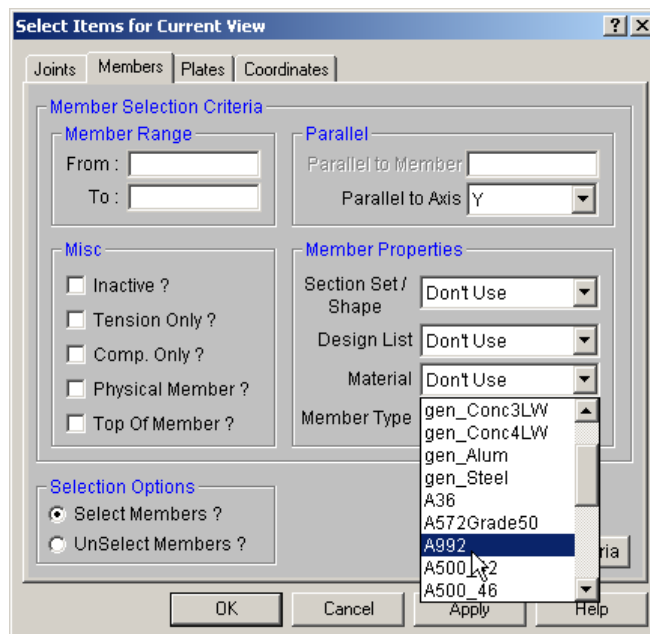 Select Items for Current View
Joints Members Plates Coordinates
Member Selection Criteria
Member Range
From :
To :
Parallel
Parallel to Member
Parallel to Axis Y
Misc
Inactive ?
Tension Only ?
Comp. Only ?
Physical Member ?
Top Of Member ?
Member Properties
Section Set / Shape Don't Use
Design List Don't Use
Material Don't Use
Member Type
gen_Conc3LW
gen_Conc4LW
gen_Alum
gen_Steel
A36
A572Grade50
A992
A500_46
Selection Options
Select Members ?
UnSelect Members ?
OK Cancel Apply Help